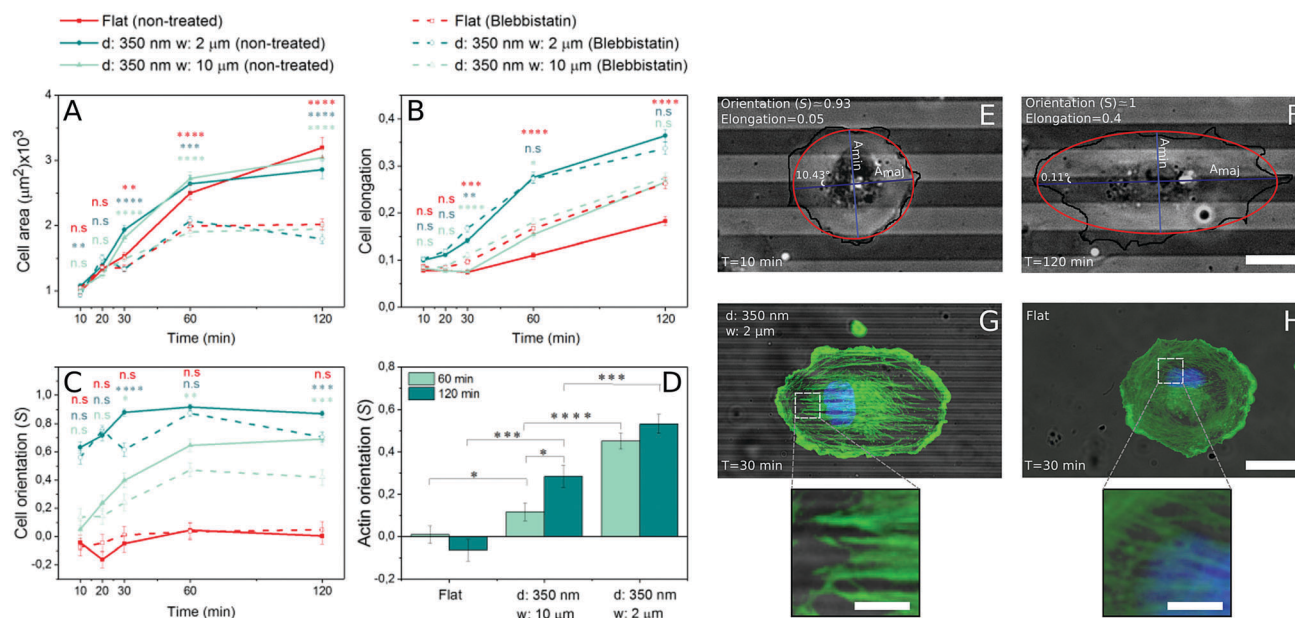 Flat (non-treated)
d: 350 nm w: 2 μm (non-treated)
d: 350 nm w: 10 μm (non-treated)
Flat (Blebbistatin)
d: 350 nm w: 2 μm (Blebbistatin)
d: 350 nm w: 10 μm (Blebbistatin)
A
Cell area (μm²)x10³
4
3
2
1
n.s
**
n.s
n.s
n.s
n.s
**
****
****
****
***
****
****
****
****
10 20 30 60 120
Time (min)
B
Cell elongation
0,4
0,3
0,2
0,1
0,0
n.s
n.s
n.s
n.s
n.s
n.s
***
**
****
****
n.s
*
****
n.s
n.s
10 20 30 60 120
Time (min)
C
Cell orientation (S)
1,0
0,8
0,6
0,4
0,2
0,0
-0,2
n.s
n.s
n.s
n.s
n.s
n.s
n.s
****
*
n.s
n.s
**
n.s
***
***
10 20 30 60 120
Time (min)
D
60 min
120 min
Actin orientation (S)
0,8
0,6
0,4
0,2
0,0
-0,2
*
***
*
****
***
Flat
d: 350 nm
w: 10 μm
d: 350 nm
w: 2 μm
Orientation (S)≃0.93
Elongation=0.05
E
Amin
Amaj
10.43°
T=10 min
Orientation (S)≃1
Elongation=0.4
F
Amin
Amaj
0.11°
T=120 min
d: 350 nm
w: 2 μm
G
T=30 min
Flat
H
T=30 min